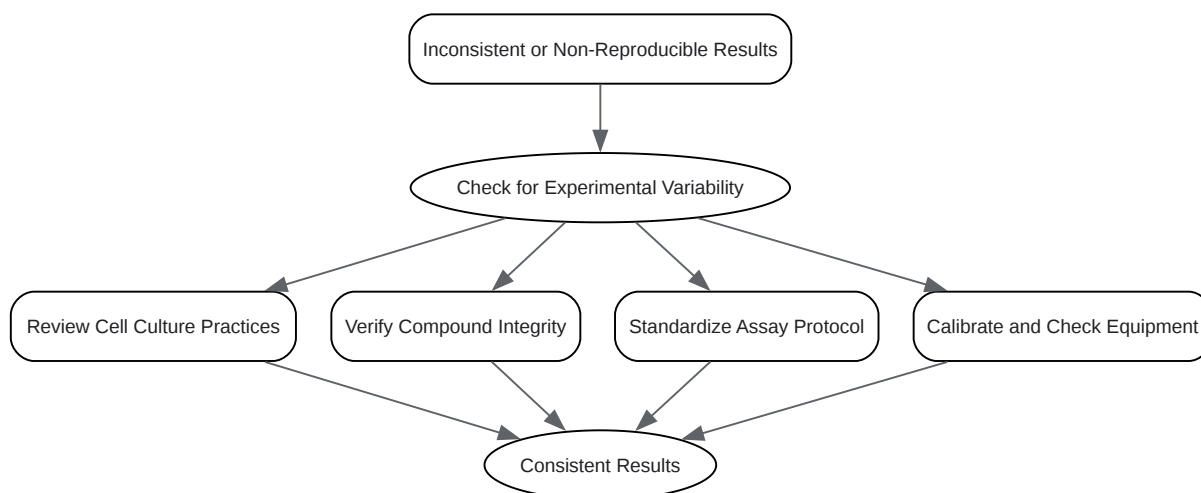 Inconsistent or Non-Reproducible Results
Check for Experimental Variability
Review Cell Culture Practices
Verify Compound Integrity
Standardize Assay Protocol
Calibrate and Check Equipment
Consistent Results